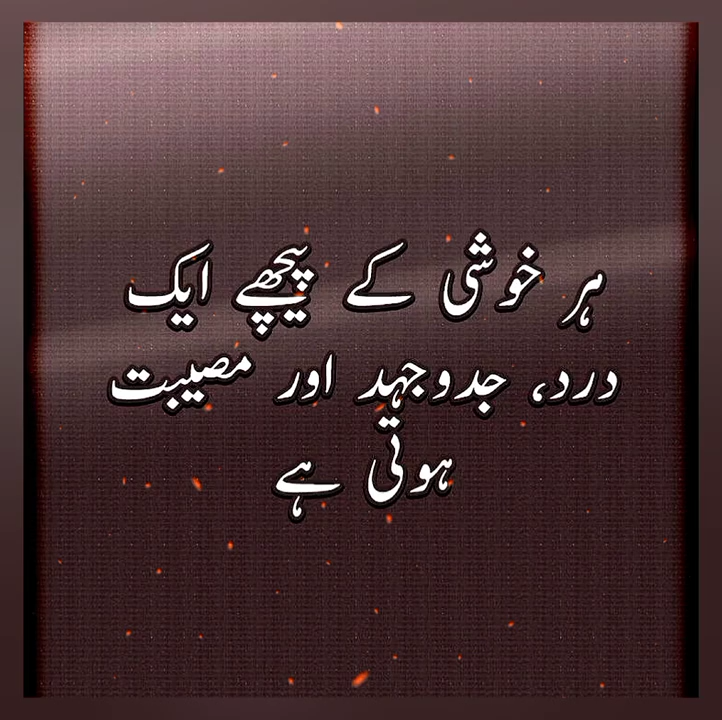 ہر خوشی کے پیچھے ایک
درد، جدوجہد اور مصیبت
ہوتی ہے